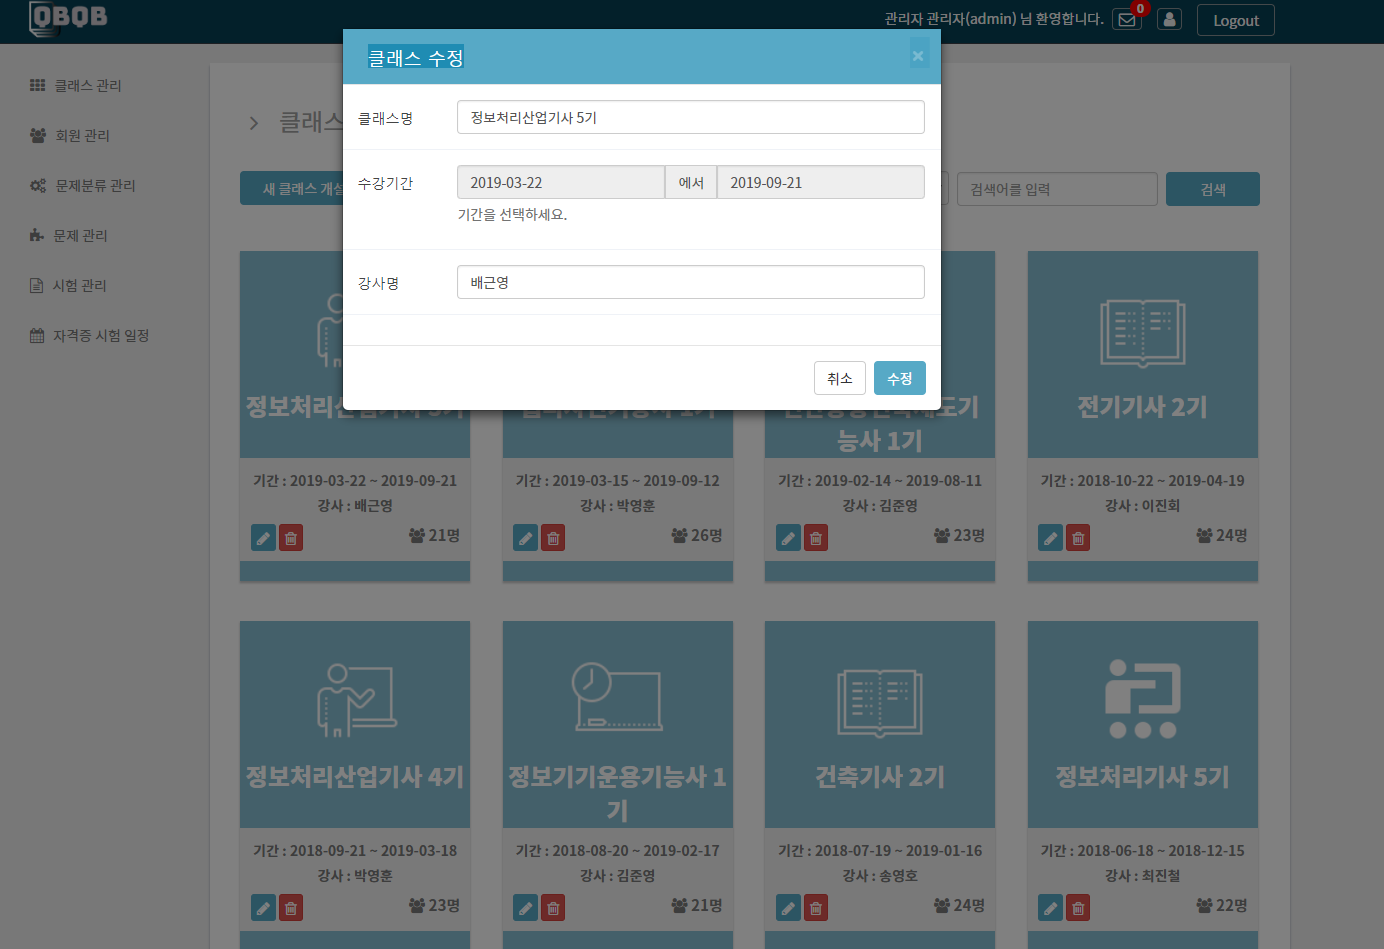 QBQB
관리자 관리자(admin) 님 환영합니다.
0
Logout
클래스 관리
회원 관리
문제분류 관리
문제 관리
시험 관리
자격증 시험 일정
클래스
새 클래스 개설
검색어를 입력
검색
클래스 수정
×
클래스명
정보처리산업기사 5기
수강기간
2019-03-22 에서 2019-09-21
기간을 선택하세요.
강사명
배근영
취소
수정
정보처리산업기사 5기
기간 : 2019-03-22 ~ 2019-09-21
강사 : 배근영
21명
기간 : 2019-03-15 ~ 2019-09-12
강사 : 박영훈
26명
능사 1기
기간 : 2019-02-14 ~ 2019-08-11
강사 : 김준영
23명
전기기사 2기
기간 : 2018-10-22 ~ 2019-04-19
강사 : 이진회
24명
정보처리산업기사 4기
기간 : 2018-09-21 ~ 2019-03-18
강사 : 박영훈
23명
정보기기운용기능사 1
기
기간 : 2018-08-20 ~ 2019-02-17
강사 : 김준영
21명
건축기사 2기
기간 : 2018-07-19 ~ 2019-01-16
강사 : 송영호
24명
정보처리기사 5기
기간 : 2018-06-18 ~ 2018-12-15
강사 : 최진철
22명